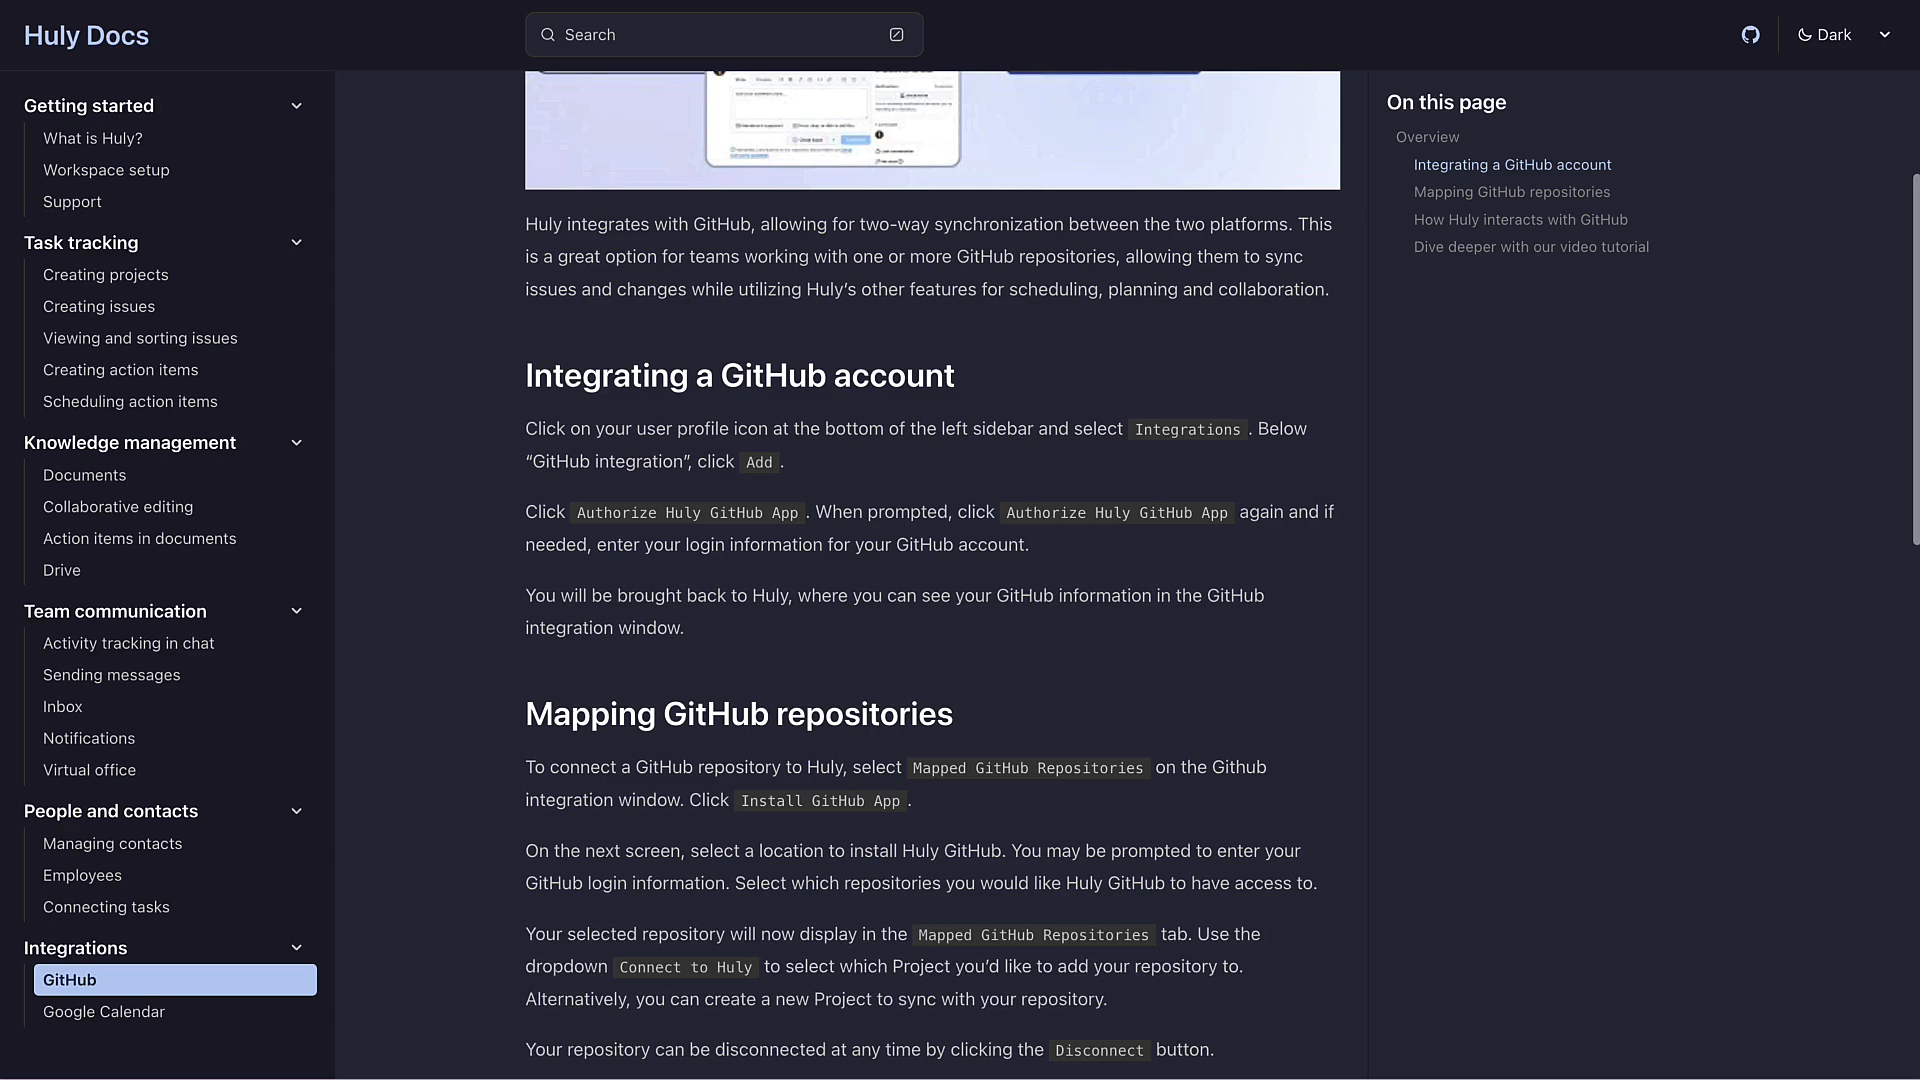 Huly Docs
Search
Dark
Getting started
What is Huly?
Workspace setup
Support
Task tracking
Creating projects
Creating issues
Viewing and sorting issues
Creating action items
Scheduling action items
Knowledge management
Documents
Collaborative editing
Action items in documents
Drive
Team communication
Activity tracking in chat
Sending messages
Inbox
Notifications
Virtual office
People and contacts
Managing contacts
Employees
Connecting tasks
Integrations
GitHub
Google Calendar
Huly integrates with GitHub, allowing for two-way synchronization between the two platforms. This
is a great option for teams working with one or more GitHub repositories, allowing them to sync
issues and changes while utilizing Huly’s other features for scheduling, planning and collaboration.
Integrating a GitHub account
Click on your user profile icon at the bottom of the left sidebar and select Integrations. Below
“GitHub integration”, click Add.
Click Authorize Huly GitHub App. When prompted, click Authorize Huly GitHub App again and if
needed, enter your login information for your GitHub account.
You will be brought back to Huly, where you can see your GitHub information in the GitHub
integration window.
Mapping GitHub repositories
To connect a GitHub repository to Huly, select Mapped GitHub Repositories on the Github
integration window. Click Install GitHub App.
On the next screen, select a location to install Huly GitHub. You may be prompted to enter your
GitHub login information. Select which repositories you would like Huly GitHub to have access to.
Your selected repository will now display in the Mapped GitHub Repositories tab. Use the
dropdown Connect to Huly to select which Project you’d like to add your repository to.
Alternatively, you can create a new Project to sync with your repository.
Your repository can be disconnected at any time by clicking the Disconnect button.
On this page
Overview
Integrating a GitHub account
Mapping GitHub repositories
How Huly interacts with GitHub
Dive deeper with our video tutorial